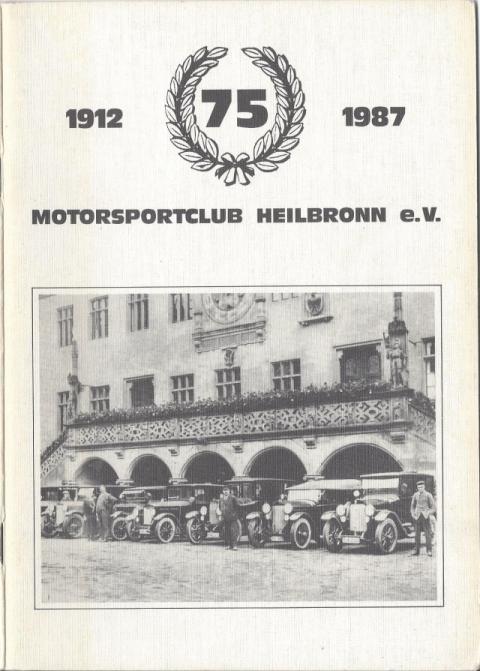 1912 75 1987
MOTORSPORTCLUB HEILBRONN e.V.